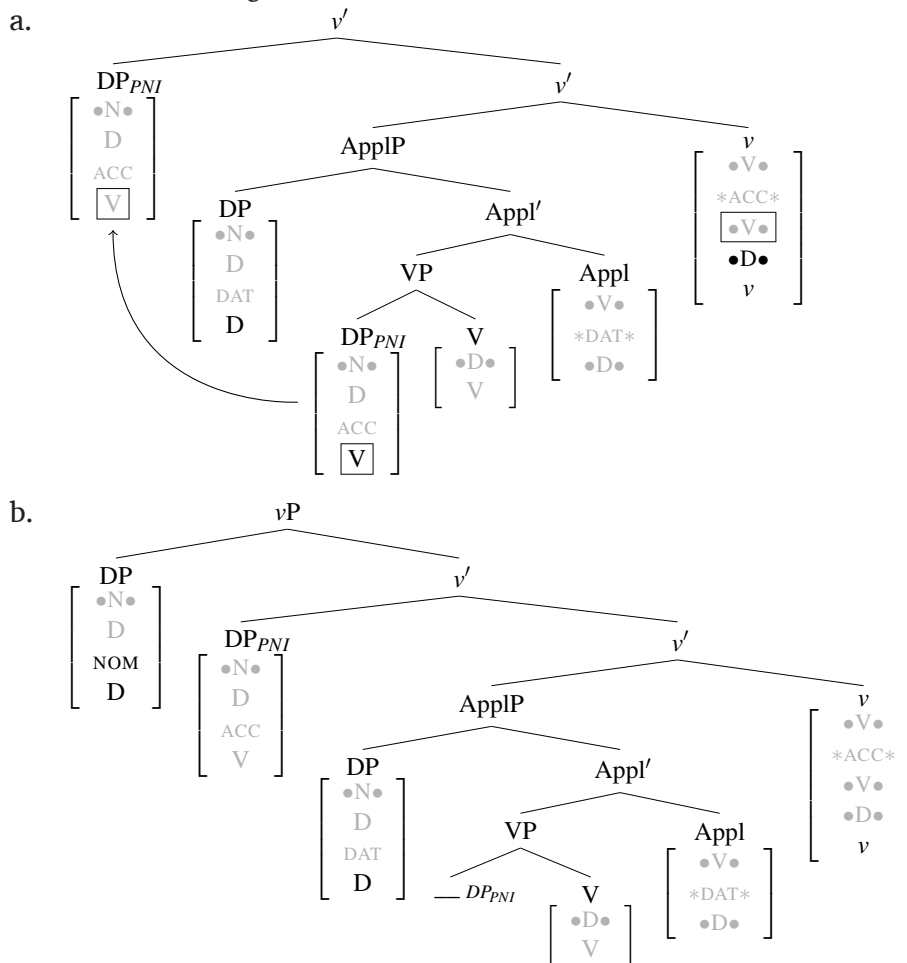 a.
v′
DP_PNI
v′
●N●
D
ACC
V
ApplP
v
●V●
∗ACC∗
●V●
●D●
v
DP
●N●
D
DAT
D
Appl′
VP
Appl
●V●
∗DAT∗
●D●
DP_PNI
●N●
D
ACC
V
V
●D●
V
b.
vP
DP
●N●
D
NOM
D
v′
DP_PNI
●N●
D
ACC
V
v′
ApplP
v
●V●
∗ACC∗
●V●
●D●
v
DP
●N●
D
DAT
D
Appl′
VP
Appl
●V●
∗DAT∗
●D●
— DP_PNI
V
●D●
V